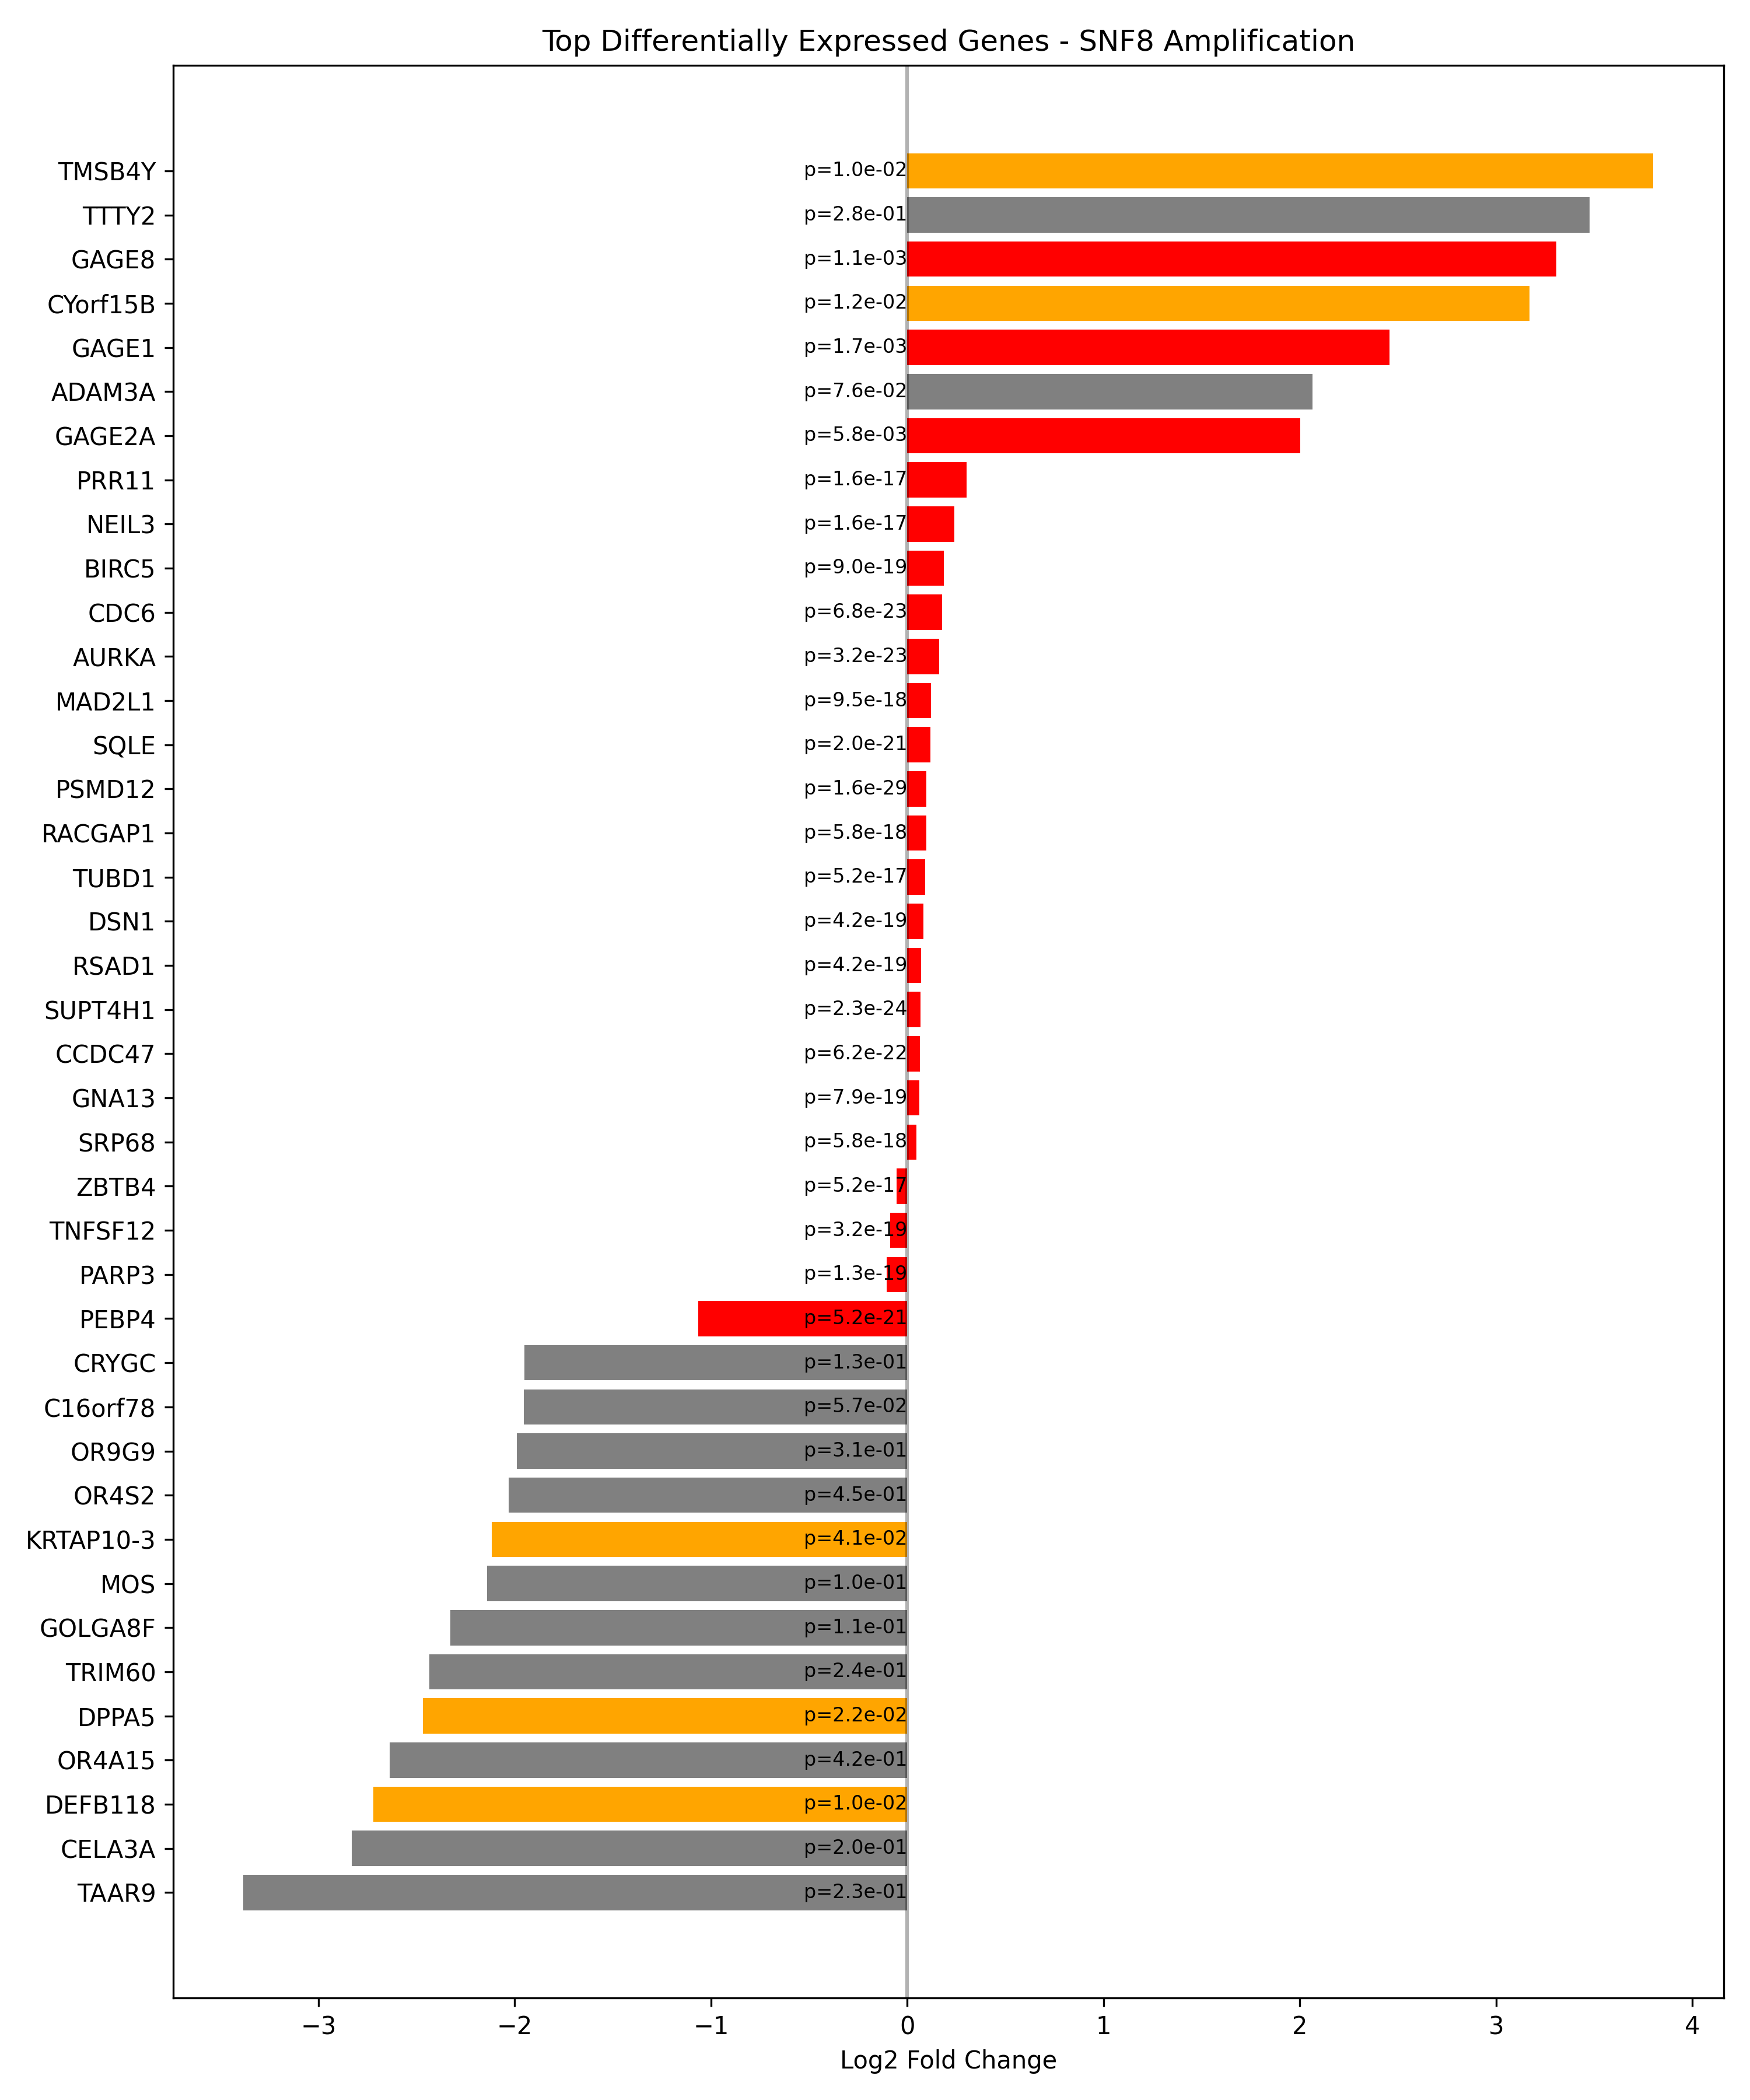 Top Differentially Expressed Genes - SNF8 Amplification
TMSB4Y p=1.0e-02
TTTY2 p=2.8e-01
GAGE8 p=1.1e-03
CYorf15B p=1.2e-02
GAGE1 p=1.7e-03
ADAM3A p=7.6e-02
GAGE2A p=5.8e-03
PRR11 p=1.6e-17
NEIL3 p=1.6e-17
BIRC5 p=9.0e-19
CDC6 p=6.8e-23
AURKA p=3.2e-23
MAD2L1 p=9.5e-18
SQLE p=2.0e-21
PSMD12 p=1.6e-29
RACGAP1 p=5.8e-18
TUBD1 p=5.2e-17
DSN1 p=4.2e-19
RSAD1 p=4.2e-19
SUPT4H1 p=2.3e-24
CCDC47 p=6.2e-22
GNA13 p=7.9e-19
SRP68 p=5.8e-18
ZBTB4 p=5.2e-17
TNFSF12 p=3.2e-19
PARP3 p=1.3e-19
PEBP4 p=5.2e-21
CRYGC p=1.3e-01
C16orf78 p=5.7e-02
OR9G9 p=3.1e-01
OR4S2 p=4.5e-01
KRTAP10-3 p=4.1e-02
MOS p=1.0e-01
GOLGA8F p=1.1e-01
TRIM60 p=2.4e-01
DPPA5 p=2.2e-02
OR4A15 p=4.2e-01
DEFB118 p=1.0e-02
CELA3A p=2.0e-01
TAAR9 p=2.3e-01
−3 −2 −1 0 1 2 3 4
Log2 Fold Change